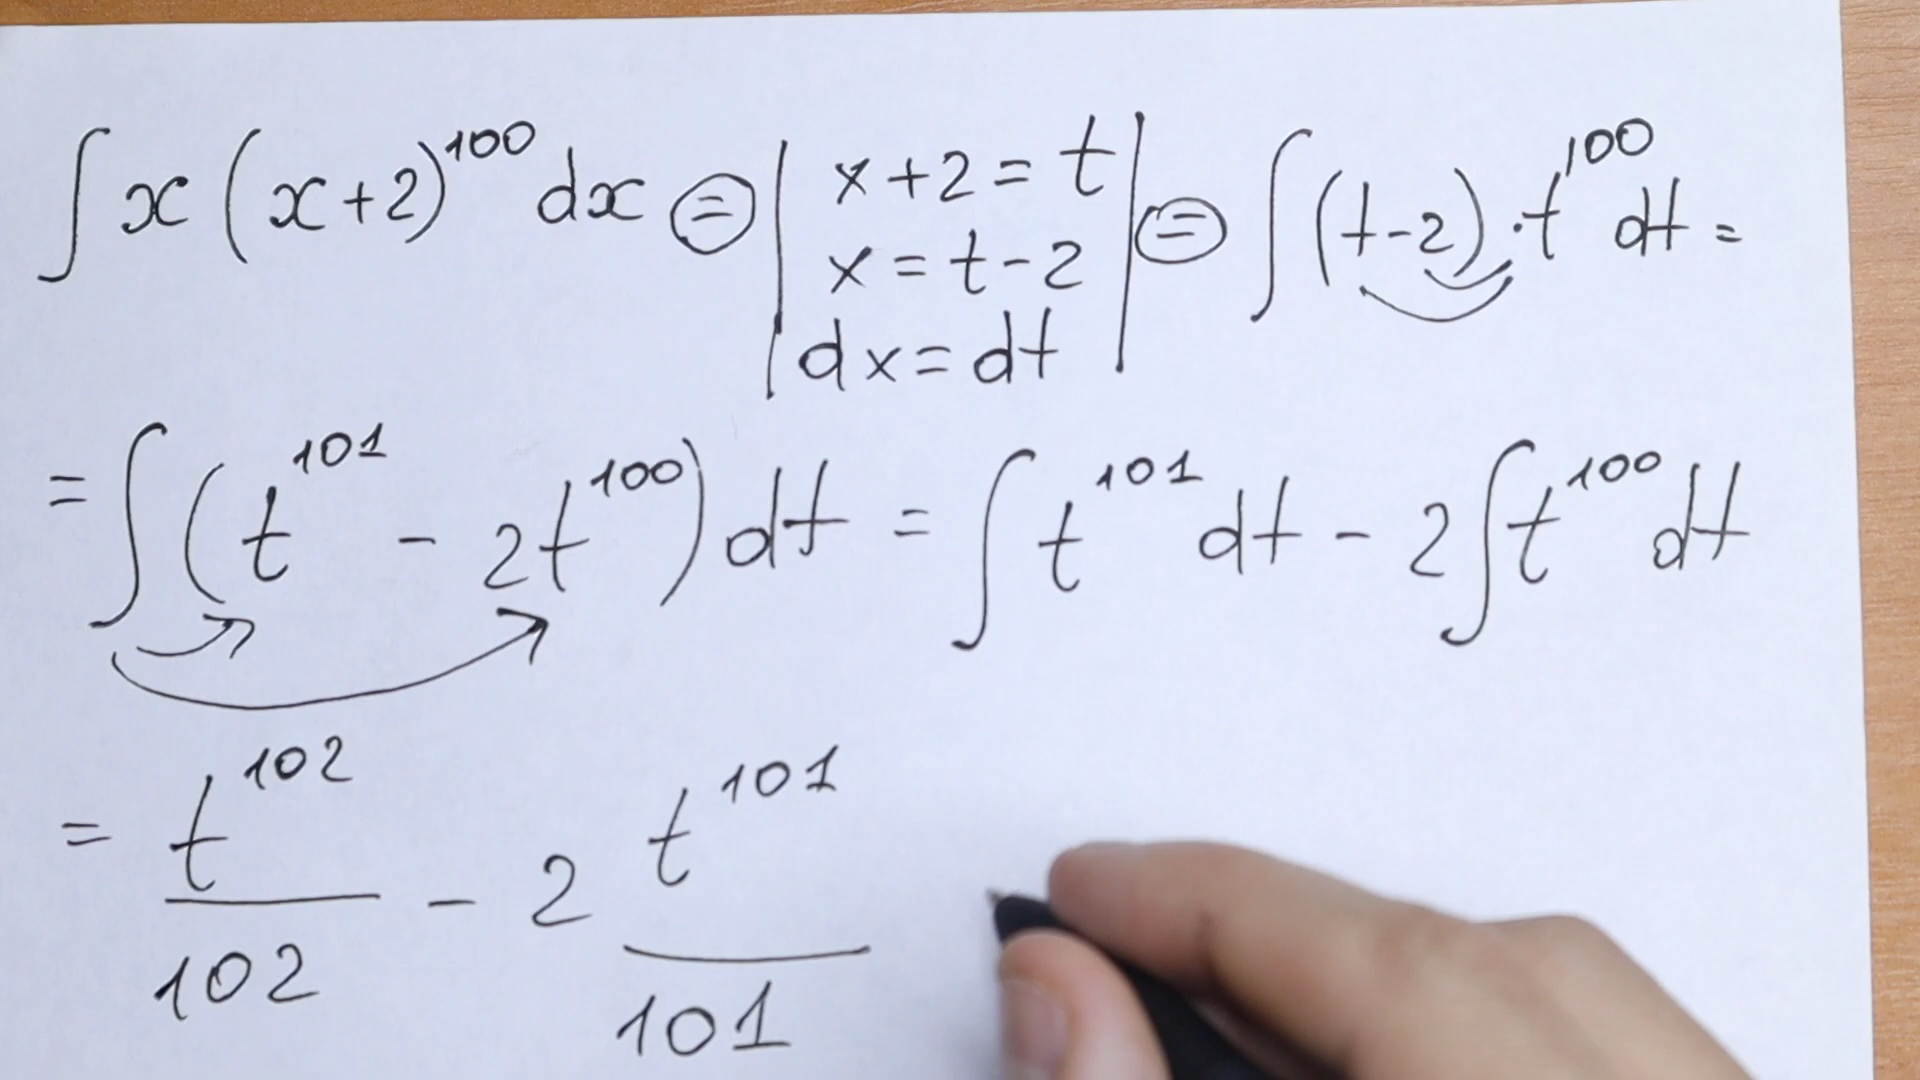 ∫ x (x+2)^100 dx = | x+2 = t | = ∫ (t-2) · t^100 dt =
x = t-2
dx = dt
= ∫ (t^101 - 2t^100) dt = ∫ t^101 dt - 2 ∫ t^100 dt
= t^102/102 - 2 t^101/101